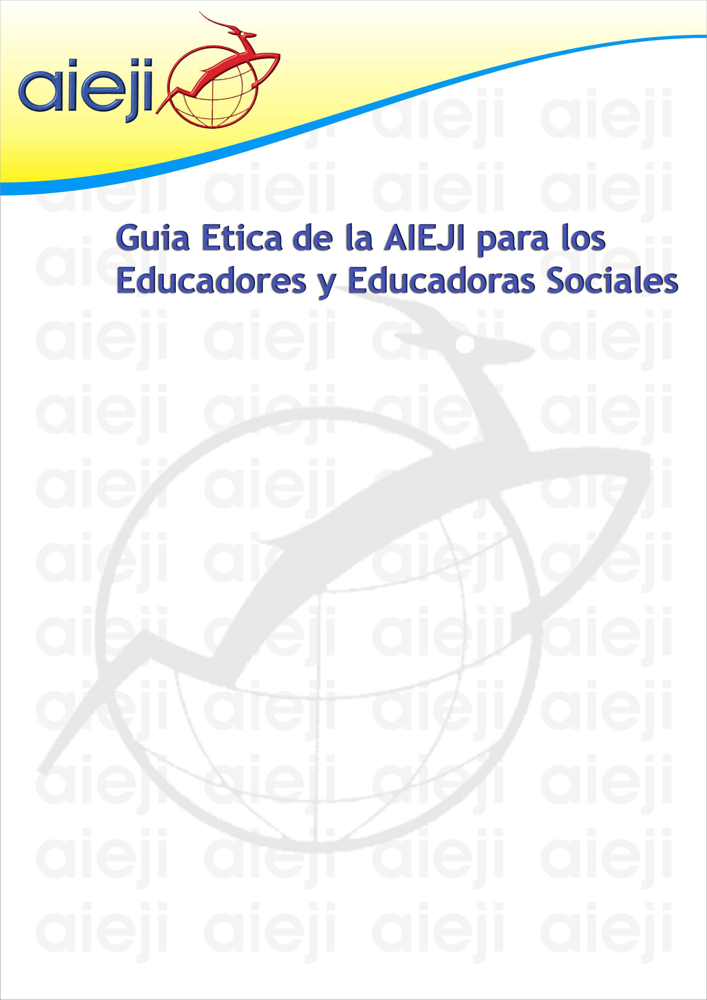 aieji
Guia Etica de la AIEJI para los
Educadores y Educadoras Sociales